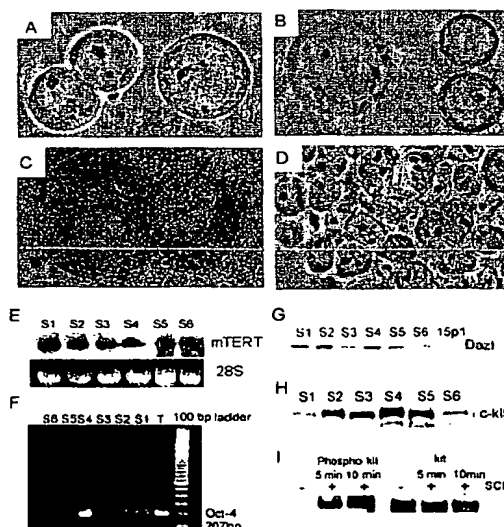 A
B
C
D
E
S1 S2 S3 S4 S5 S6
mTERT
28S
F
S6 S5 S4 S3 S2 S1 T 100 bp ladder
Oct-4
207bp
G
S1 S2 S3 S4 S5 S6 15p1
Dazl
H
S1 S2 S3 S4 S5 S6
c-kit
I
Phospho kit kit
5 min 10 min 5 min 10min
- + + - + + SCF